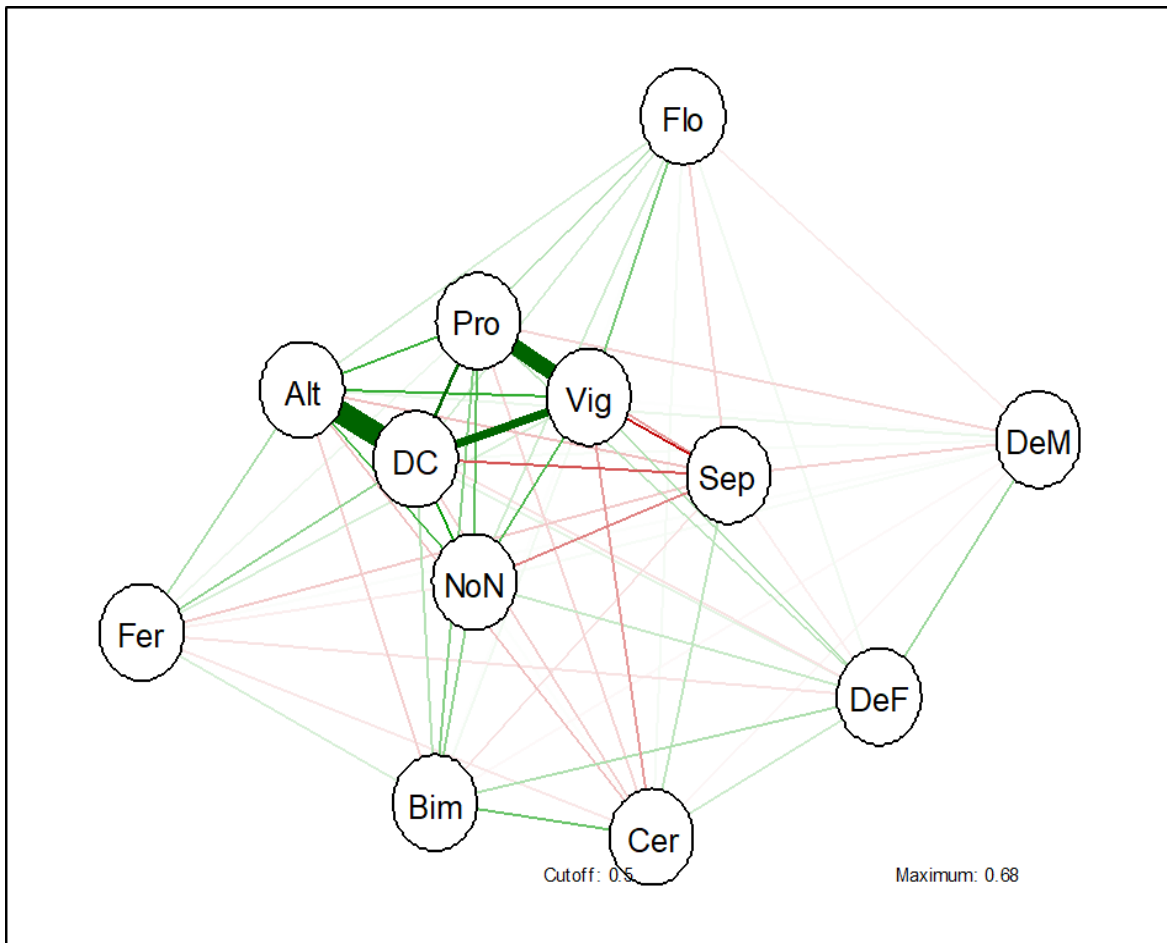 Flo
Pro
Alt
Vig
DC
Sep
DeM
NoN
Fer
DeF
Bim
Cer
Cutoff: 0.5
Maximum: 0.68